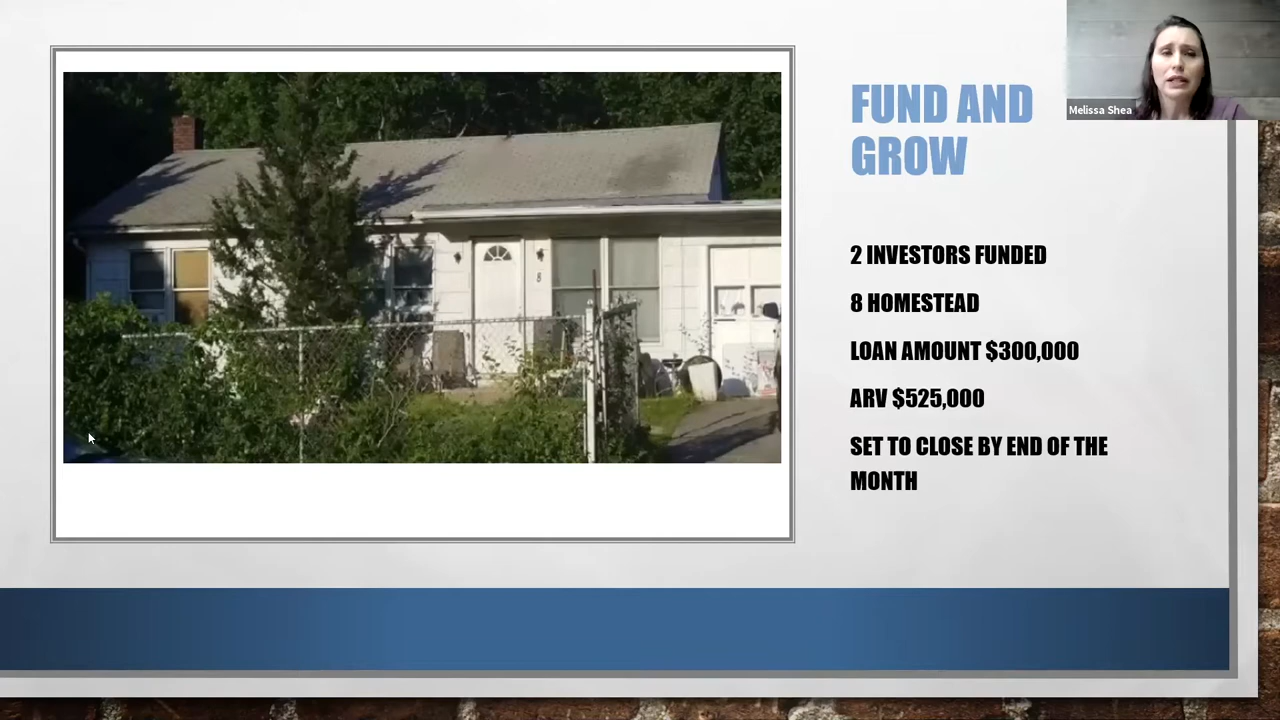 Melissa Shea
FUND AND
GROW
2 INVESTORS FUNDED
8 HOMESTEAD
LOAN AMOUNT $300,000
ARV $525,000
SET TO CLOSE BY END OF THE
MONTH
8